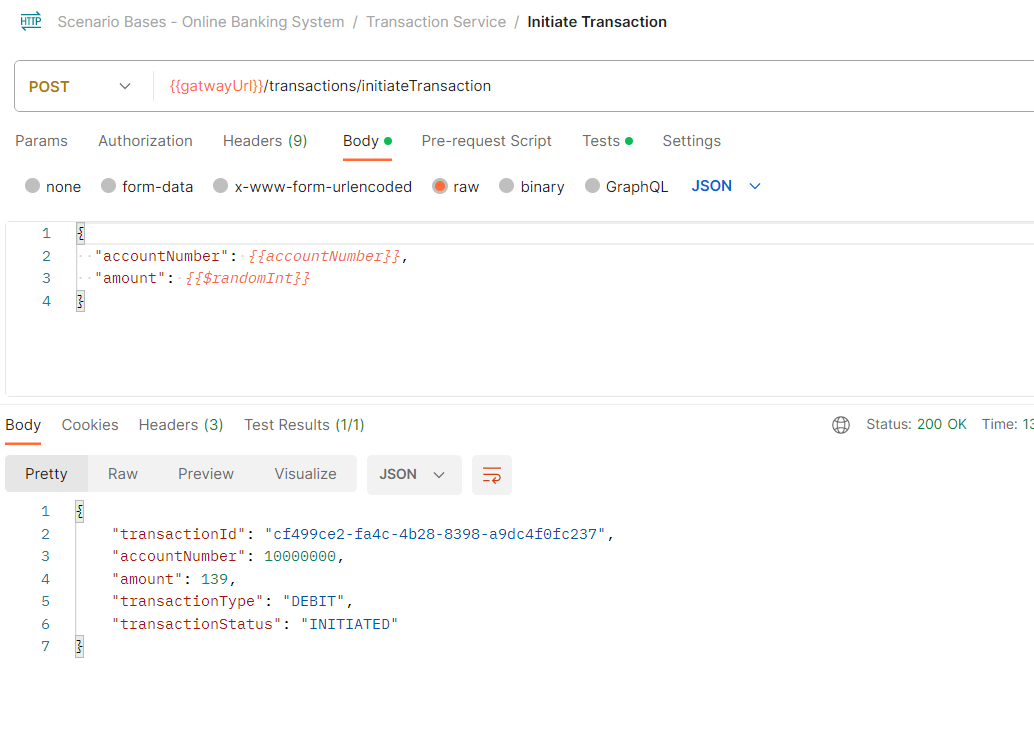 HTTP Scenario Bases - Online Banking System / Transaction Service / Initiate Transaction
POST {{gatwayUrl}}/transactions/initiateTransaction
Params Authorization Headers (9) Body Pre-request Script Tests Settings
none form-data x-www-form-urlencoded raw binary GraphQL JSON
1 {
2 "accountNumber": {{accountNumber}},
3 "amount": {{$randomInt}}
4 }
Body Cookies Headers (3) Test Results (1/1) Status: 200 OK Time: 13
Pretty Raw Preview Visualize JSON
1 {
2 "transactionId": "cf499ce2-fa4c-4b28-8398-a9dc4f0fc237",
3 "accountNumber": 10000000,
4 "amount": 139,
5 "transactionType": "DEBIT",
6 "transactionStatus": "INITIATED"
7 }